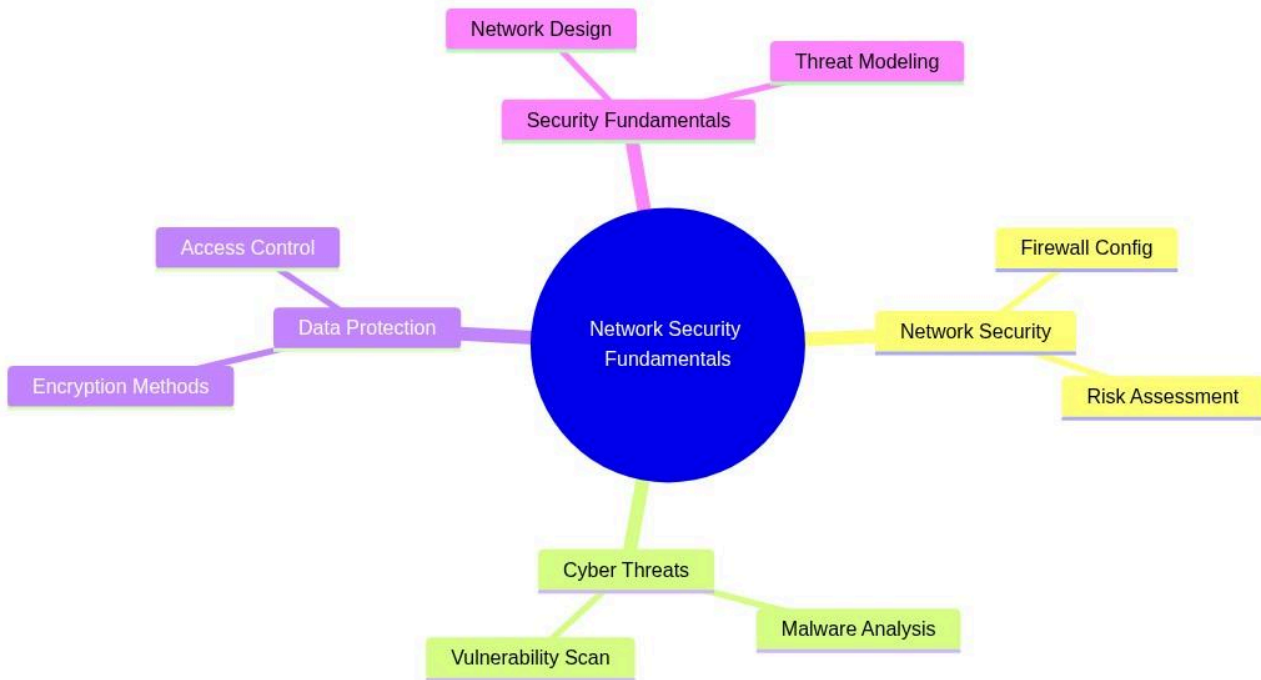 Network Design
Threat Modeling
Security Fundamentals
Access Control
Firewall Config
Data Protection
Network Security
Fundamentals
Network Security
Encryption Methods
Risk Assessment
Cyber Threats
Malware Analysis
Vulnerability Scan